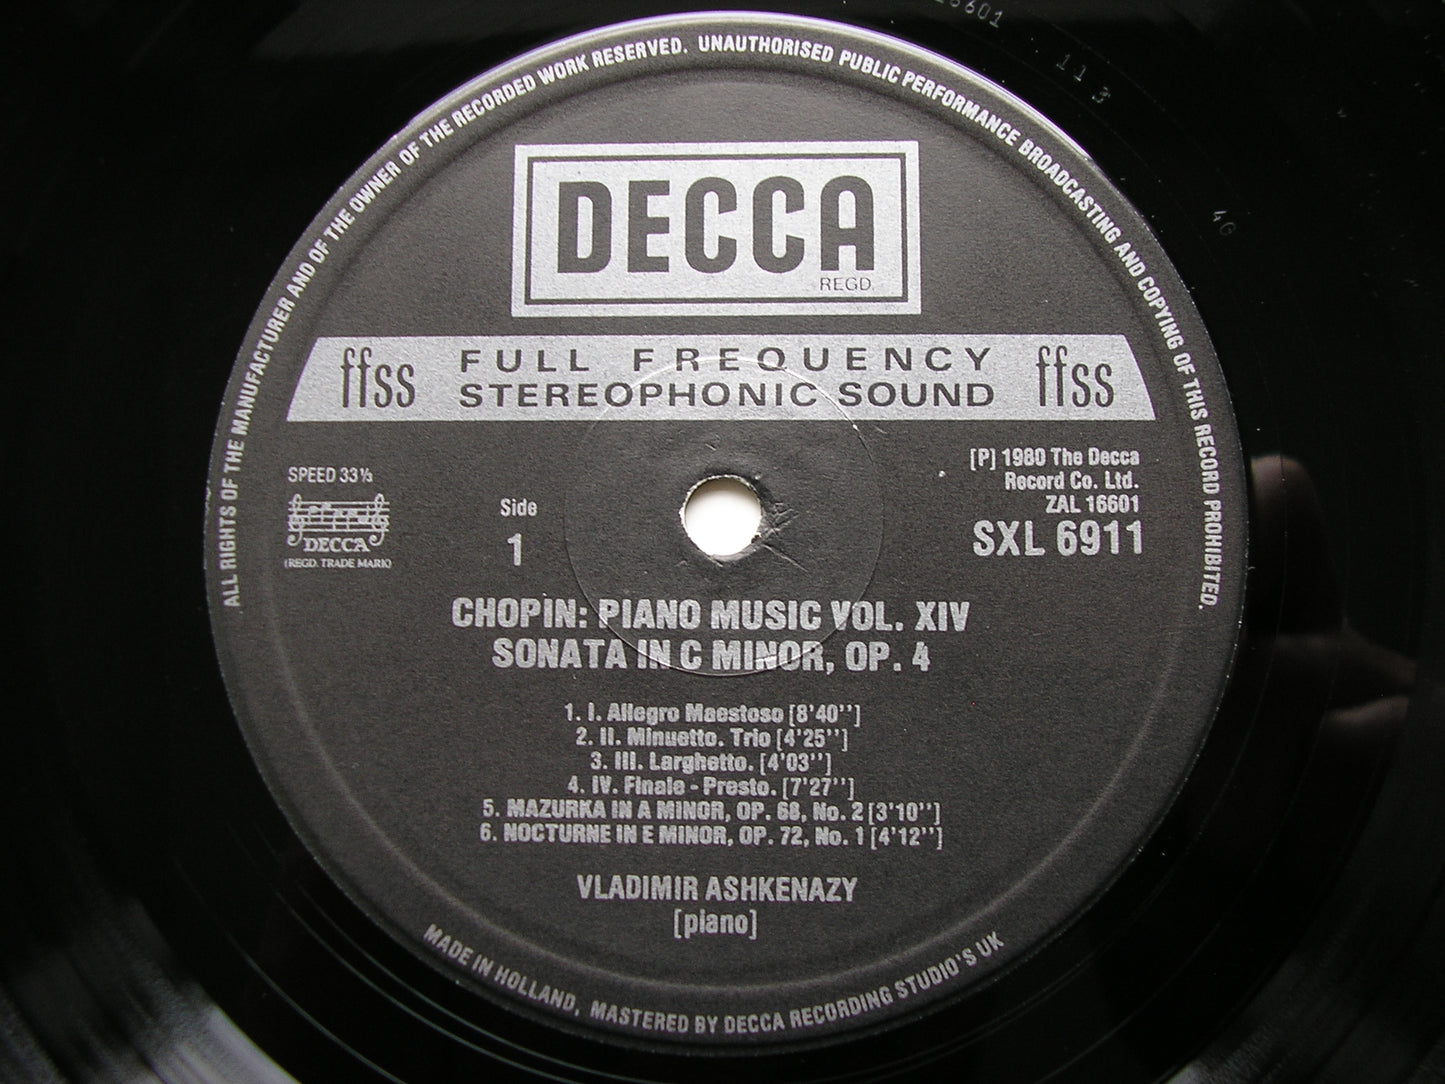 ALL RIGHTS OF THE MANUFACTURER AND OF THE OWNER OF THE RECORDED WORK RESERVED. UNAUTHORISED PUBLIC PERFORMANCE BROADCASTING AND COPYING OF THIS RECORD PROHIBITED.
11 3
4G
DECCA
REGD.
ffss FULL FREQUENCY STEREOPHONIC SOUND ffss
SPEED 33⅓
DECCA
(REGD. TRADE MARK)
Side
1
[P] 1980 The Decca
Record Co. Ltd.
ZAL 16601
SXL 6911
CHOPIN: PIANO MUSIC VOL. XIV
SONATA IN C MINOR, OP. 4
1. I. Allegro Maestoso [8'40'']
2. II. Minuetto. Trio [4'25'']
3. III. Larghetto. [4'03'']
4. IV. Finale - Presto. [7'27'']
5. MAZURKA IN A MINOR, OP. 68, No. 2 [3'10'']
6. NOCTURNE IN E MINOR, OP. 72, No. 1 [4'12'']
VLADIMIR ASHKENAZY
[piano]
MADE IN HOLLAND, MASTERED BY DECCA RECORDING STUDIO'S UK